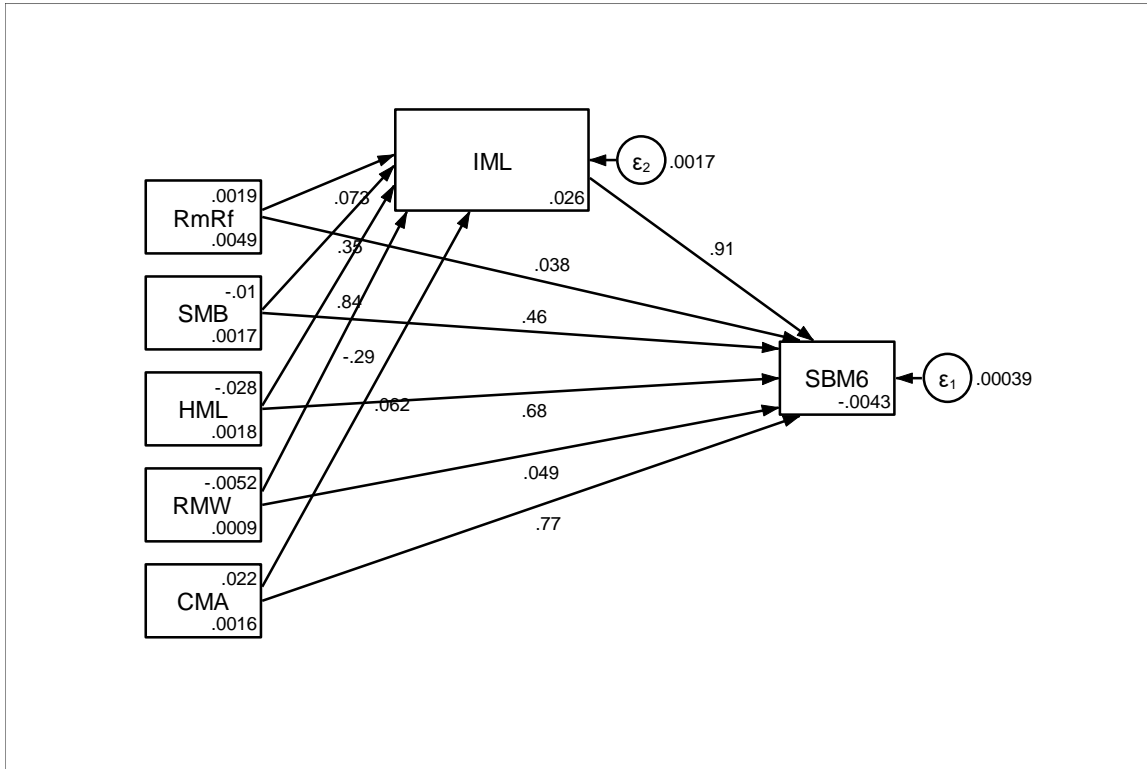 IML
.026
ε2
.0017
.0019
RmRf
.0049
.073
.91
.35
.038
-.01
SMB
.0017
.84
.46
-.29
SBM6
-.0043
ε1
.00039
-.028
HML
.0018
.062
.68
-.0052
RMW
.0009
.049
.77
.022
CMA
.0016